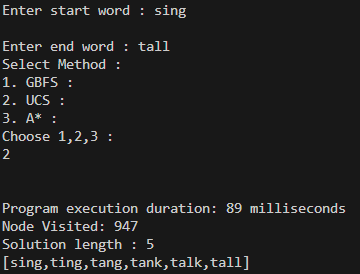 Enter start word : sing
Enter end word : tall
Select Method :
1. GBFS :
2. UCS :
3. A* :
Choose 1,2,3 :
2
Program execution duration: 89 milliseconds
Node Visited: 947
Solution length : 5
[sing,ting,tang,tank,talk,tall]